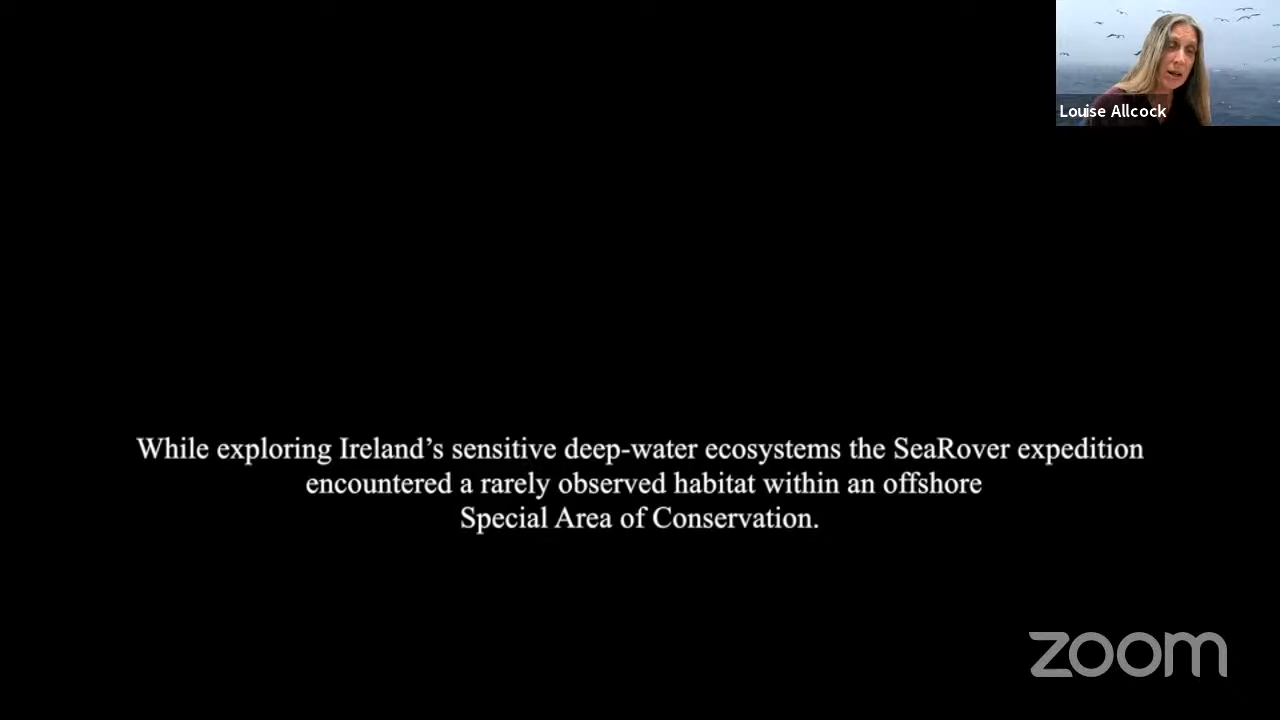 Louise Allcock
While exploring Ireland’s sensitive deep-water ecosystems the SeaRover expedition
encountered a rarely observed habitat within an offshore
Special Area of Conservation.
zoom